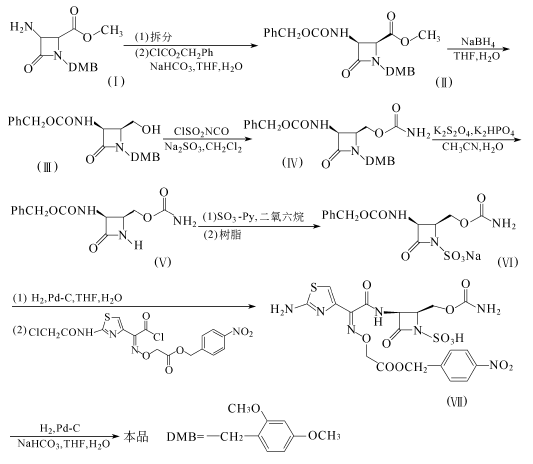 H₂N
O
O
CH₃
O
N
DMB
(Ⅰ)
(1)拆分
(2)ClCO₂CH₂Ph
NaHCO₃,THF,H₂O
PhCH₂OCONH
O
O
CH₃
O
N
DMB
(Ⅱ)
NaBH₄
THF,H₂O
PhCH₂OCONH
OH
O
N
DMB
(Ⅲ)
ClSO₂NCO
Na₂SO₃,CH₂Cl₂
PhCH₂OCONH
O
O
NH₂
O
N
DMB
(Ⅳ)
K₂S₂O₄,K₂HPO₄
CH₃CN,H₂O
PhCH₂OCONH
O
O
NH₂
O
N
H
(Ⅴ)
(1)SO₃-Py,二氧六烷
(2)树脂
PhCH₂OCONH
O
O
NH₂
O
N
SO₃Na
(Ⅵ)
(1) H₂,Pd-C,THF,H₂O
(2)
ClCH₂CONH
S
N
O
Cl
N
O
O
O
NO₂
H₂N
S
N
O
H
N
O
O
NH₂
O
N
SO₃H
N
O
COOCH₂
NO₂
(Ⅶ)
H₂,Pd-C
NaHCO₃,THF,H₂O
本品
DMB=
CH₂
CH₃O
OCH₃